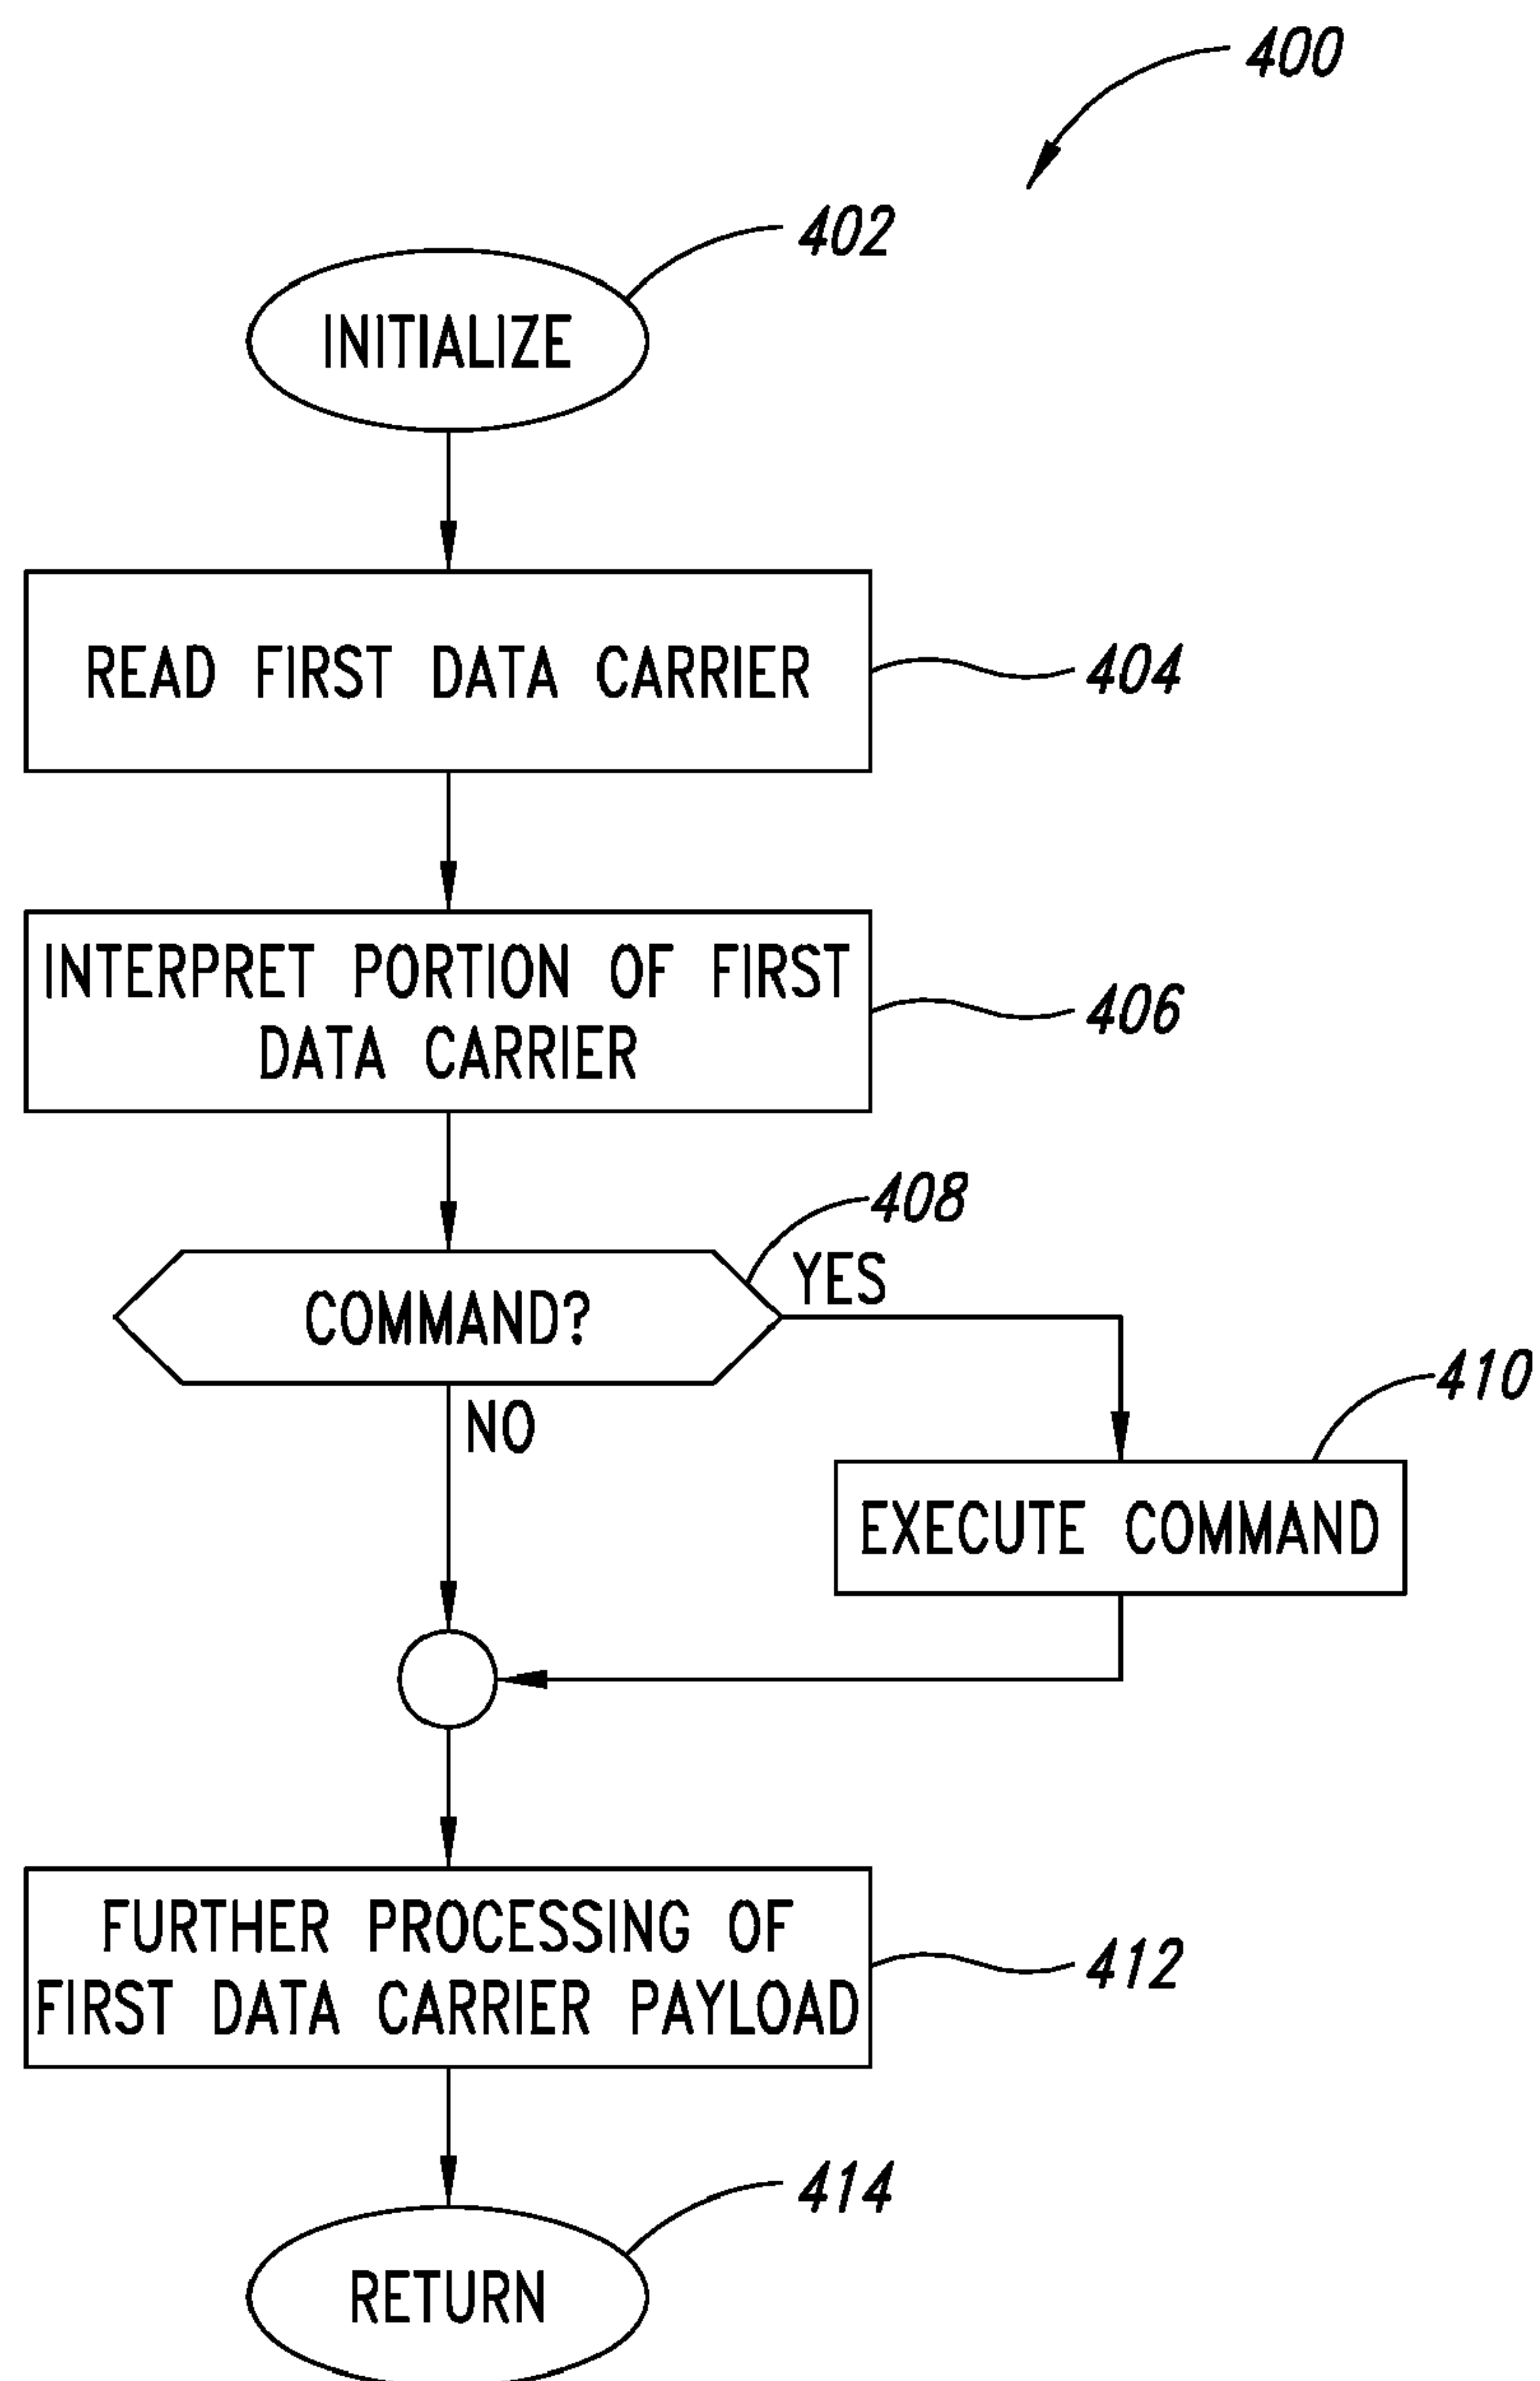 400
402
INITIALIZE
READ FIRST DATA CARRIER
404
INTERPRET PORTION OF FIRST
DATA CARRIER
406
408
COMMAND?
YES
NO
410
EXECUTE COMMAND
FURTHER PROCESSING OF
FIRST DATA CARRIER PAYLOAD
412
414
RETURN